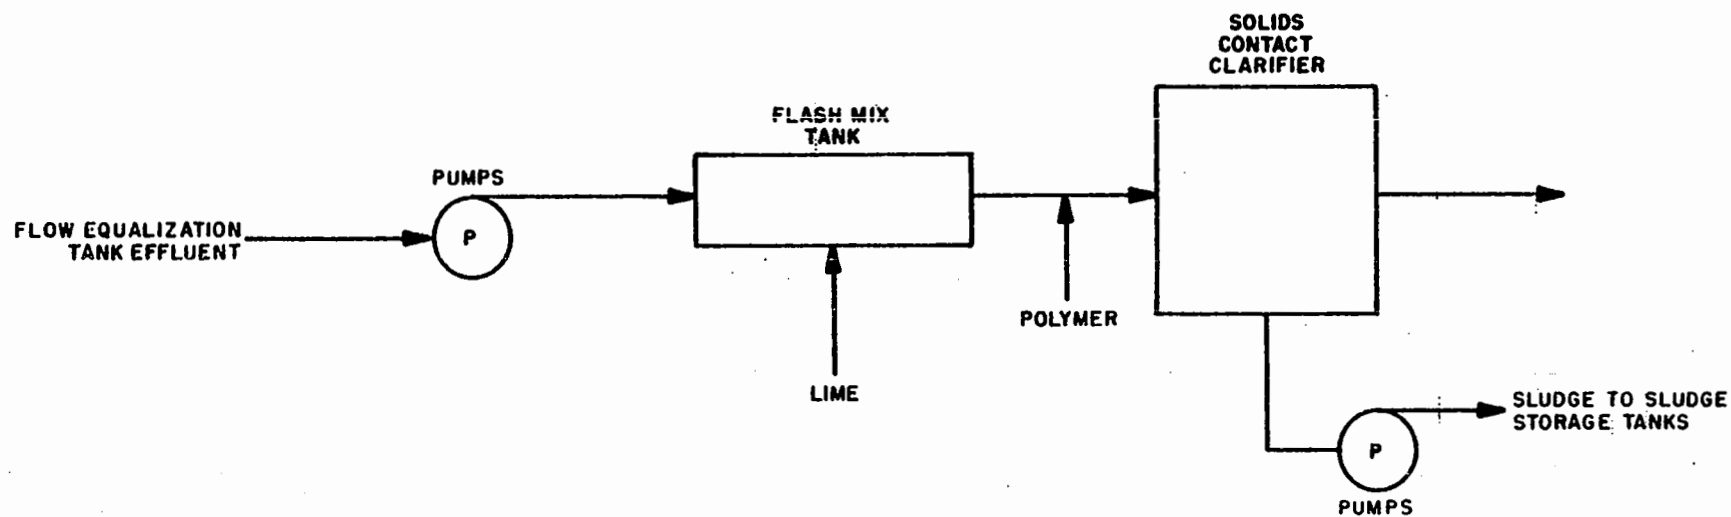 SOLIDS
CONTACT
CLARIFIER
FLASH MIX
TANK
PUMPS
P
FLOW EQUALIZATION
TANK EFFLUENT
POLYMER
LIME
SLUDGE TO SLUDGE
STORAGE TANKS
P
PUMPS